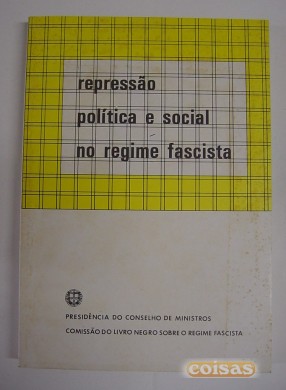 repressão
política e social
no regime fascista
PRESIDÊNCIA DO CONSELHO DE MINISTROS
COMISSÃO DO LIVRO NEGRO SOBRE O REGIME FASCISTA
coisas